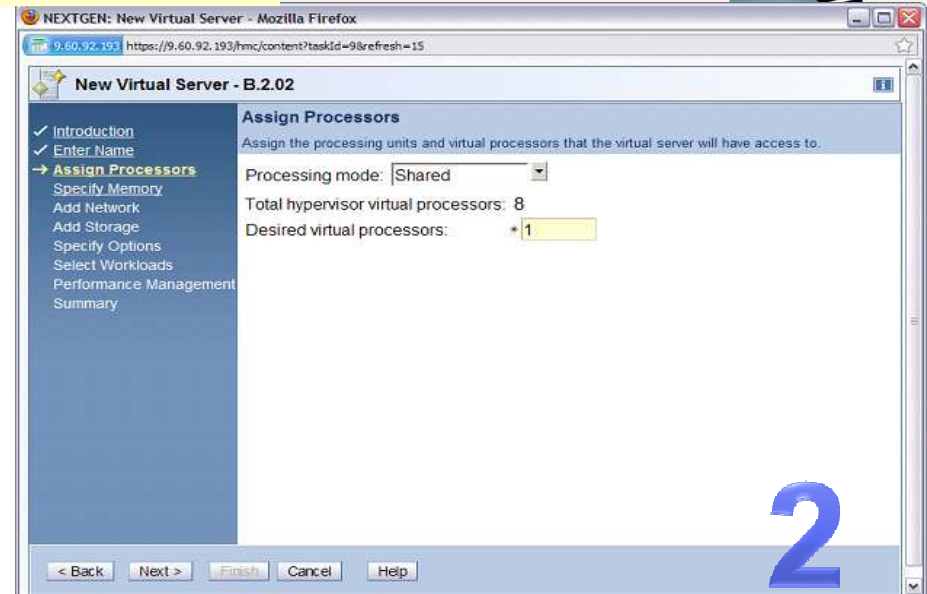 NEXTGEN: New Virtual Server - Mozilla Firefox
9.60.92.193 https://9.60.92.193/hmc/content?taskId=98refresh=15
New Virtual Server - B.2.02
Introduction
Enter Name
Assign Processors
Specify Memory
Add Network
Add Storage
Specify Options
Select Workloads
Performance Management
Summary
Assign Processors
Assign the processing units and virtual processors that the virtual server will have access to.
Processing mode: Shared
Total hypervisor virtual processors: 8
Desired virtual processors: * 1
< Back Next > Finish Cancel Help
2